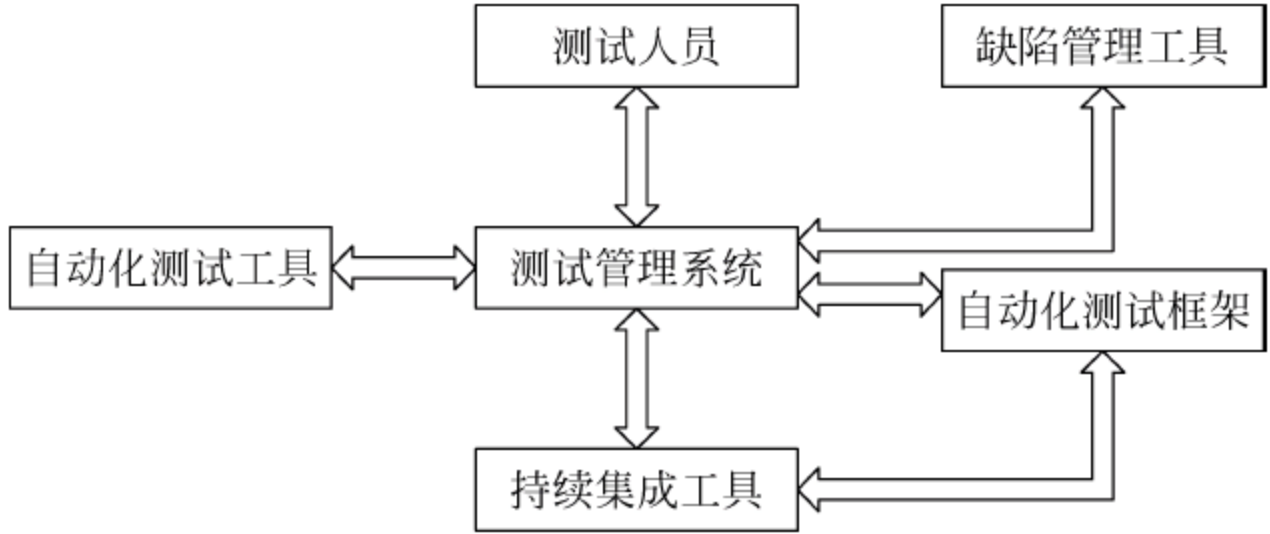 测试人员
缺陷管理工具
自动化测试工具
测试管理系统
自动化测试框架
持续集成工具